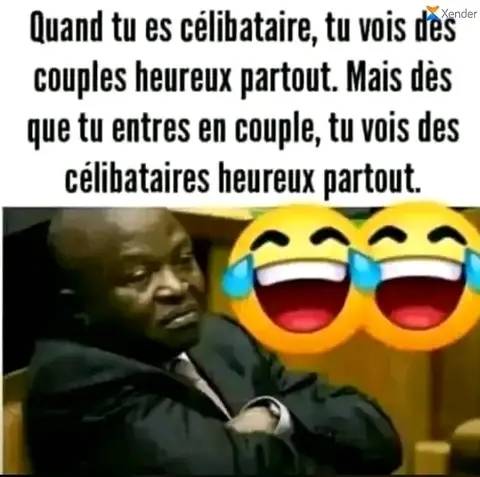 Xender
Quand tu es célibataire, tu vois des
couples heureux partout. Mais dès
que tu entres en couple, tu vois des
célibataires heureux partout.